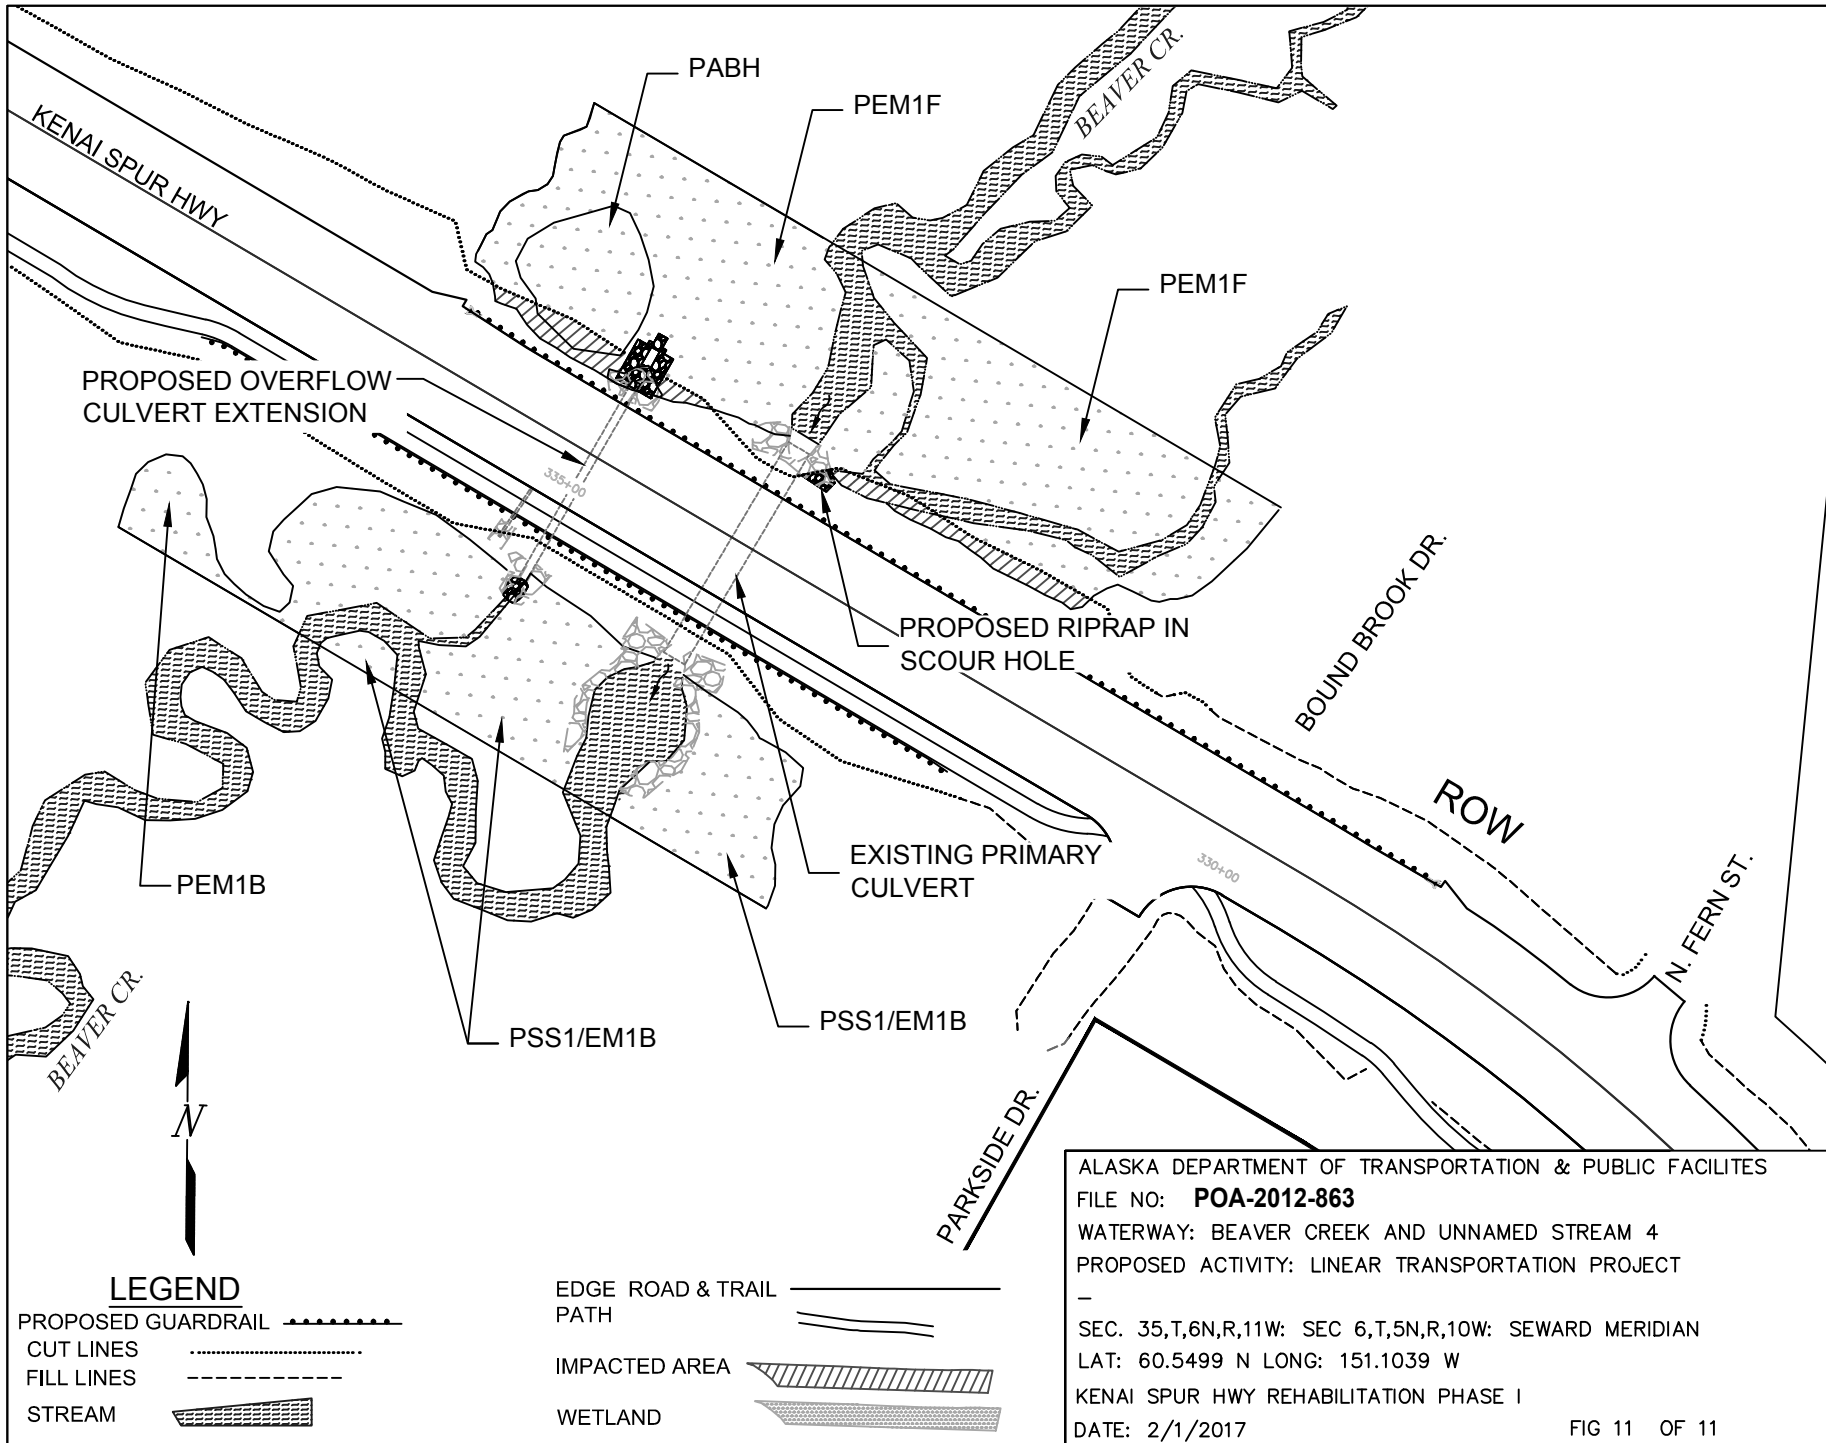 PABH
PEM1F
BEAVER CR.
KENAI SPUR HWY
PEM1F
PROPOSED OVERFLOW
CULVERT EXTENSION
335+00
PROPOSED RIPRAP IN
SCOUR HOLE
BOUND BROOK DR.
ROW
EXISTING PRIMARY
CULVERT
330+00
PEM1B
N. FERN ST.
BEAVER CR.
PSS1/EM1B
PSS1/EM1B
N
PARKSIDE DR.
LEGEND
PROPOSED GUARDRAIL
CUT LINES
FILL LINES
STREAM
EDGE ROAD & TRAIL
PATH
IMPACTED AREA
WETLAND
ALASKA DEPARTMENT OF TRANSPORTATION & PUBLIC FACILITES
FILE NO: POA-2012-863
WATERWAY: BEAVER CREEK AND UNNAMED STREAM 4
PROPOSED ACTIVITY: LINEAR TRANSPORTATION PROJECT
–
SEC. 35,T,6N,R,11W: SEC 6,T,5N,R,10W: SEWARD MERIDIAN
LAT: 60.5499 N LONG: 151.1039 W
KENAI SPUR HWY REHABILITATION PHASE I
DATE: 2/1/2017 FIG 11 OF 11